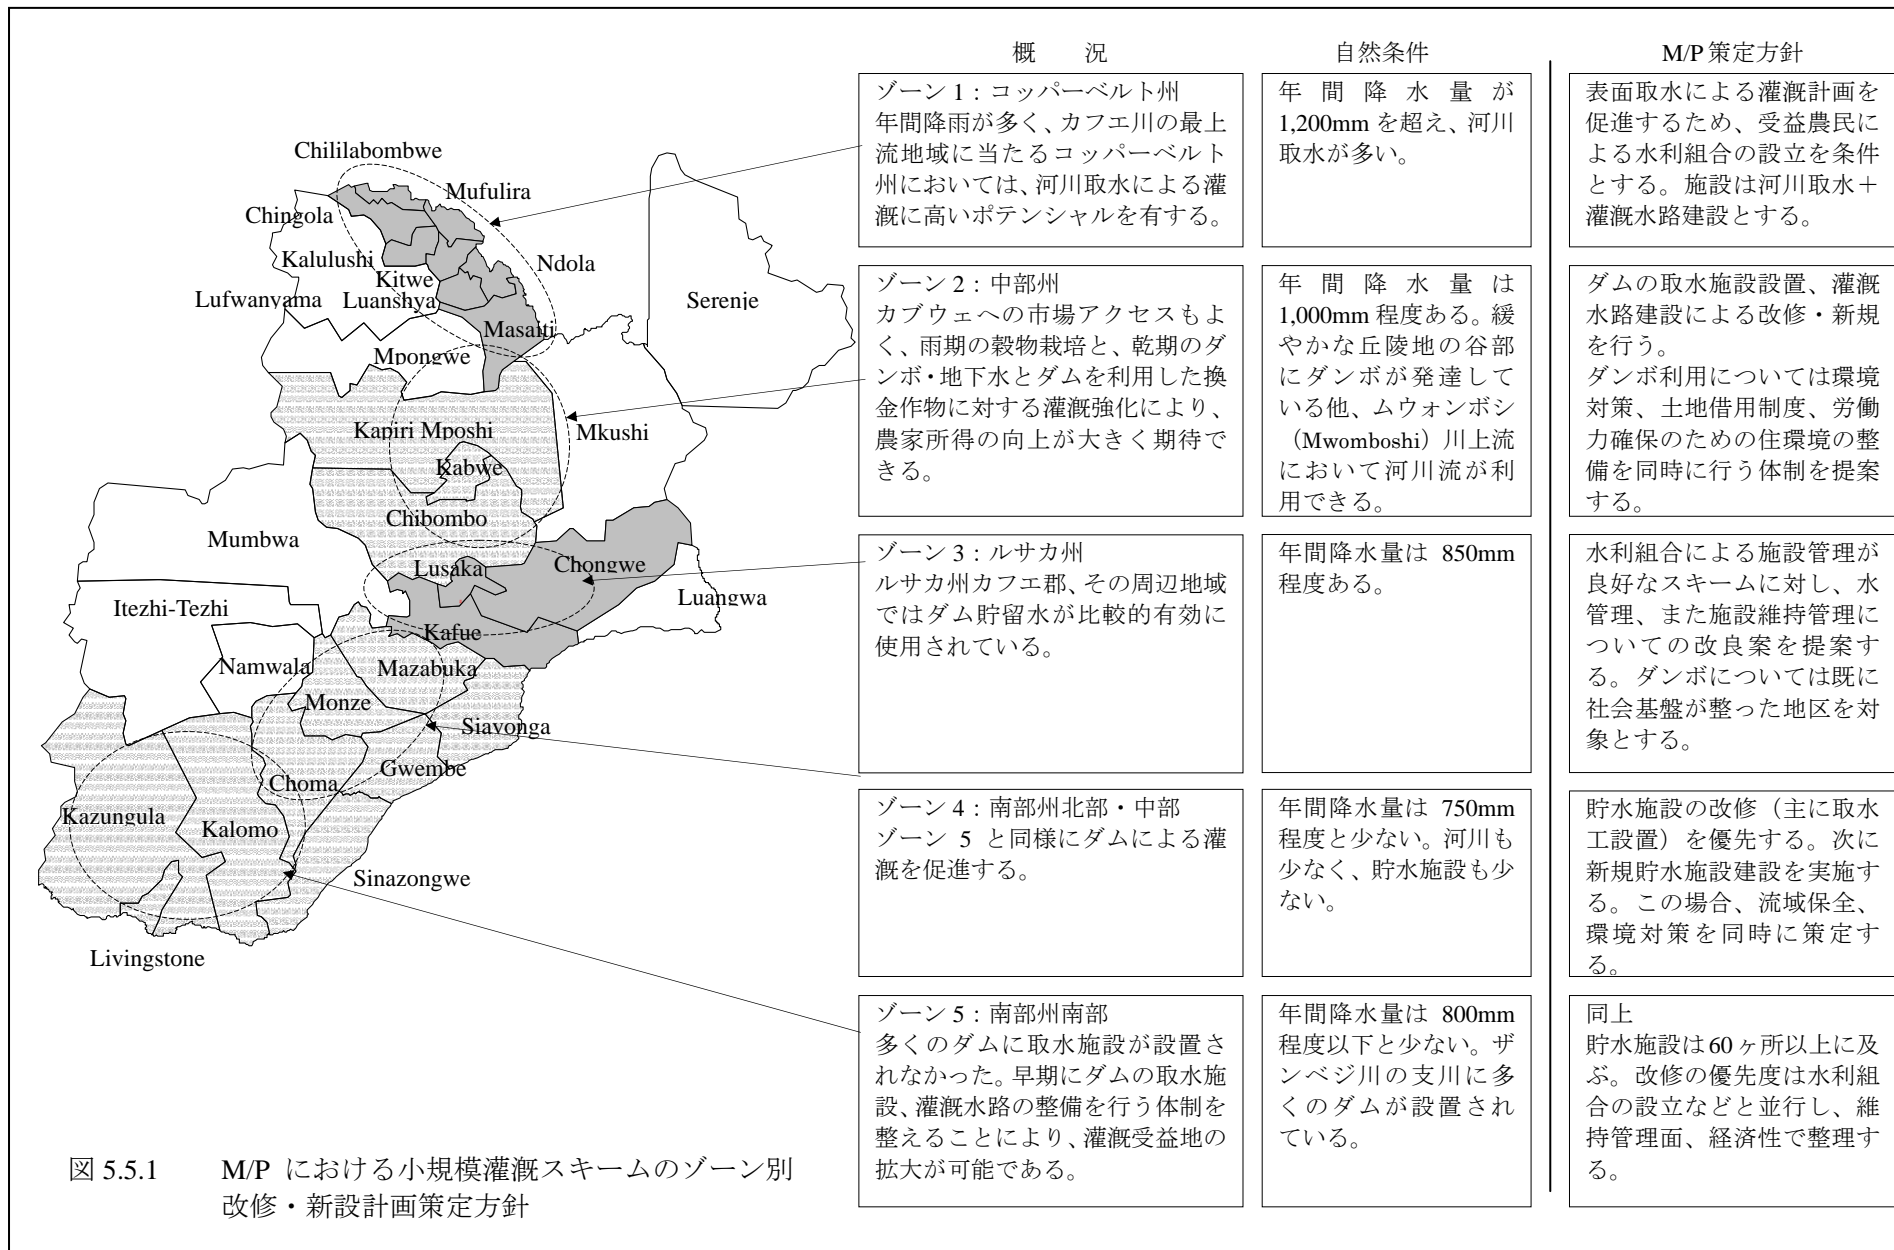 概　　況
自然条件
M/P 策定方針
Chililabombwe
Mufulira
Chingola
Kalulushi
Ndola
Kitwe
Lufwanyama
Luanshya
Serenje
Masaiti
Mpongwe
Kapiri Mposhi
Mkushi
Kabwe
Chibombo
Mumbwa
Lusaka
Chongwe
Luangwa
Itezhi-Tezhi
Kafue
Namwala
Mazabuka
Monze
Siavonga
Gwembe
Choma
Kazungula
Kalomo
Sinazongwe
Livingstone
ゾーン 1：コッパーベルト州
年間降雨が多く、カフエ川の最上
流地域に当たるコッパーベルト
州においては、河川取水による灌
漑に高いポテンシャルを有する。
年間降水量が
1,200mm を超え、河川
取水が多い。
表面取水による灌漑計画を
促進するため、受益農民に
よる水利組合の設立を条件
とする。施設は河川取水＋
灌漑水路建設とする。
ゾーン 2：中部州
カブウェへの市場アクセスもよ
く、雨期の穀物栽培と、乾期のダ
ンボ・地下水とダムを利用した換
金作物に対する灌漑強化により、
農家所得の向上が大きく期待で
きる。
年間降水量は
1,000mm 程度ある。緩
やかな丘陵地の谷部
にダンボが発達して
いる他、ムウォンボシ
（Mwomboshi）川上流
において河川流が利
用できる。
ダムの取水施設設置、灌漑
水路建設による改修・新規
を行う。
ダンボ利用については環境
対策、土地借用制度、労働
力確保のための住環境の整
備を同時に行う体制を提案
する。
ゾーン 3：ルサカ州
ルサカ州カフエ郡、その周辺地域
ではダム貯留水が比較的有効に
使用されている。
年間降水量は 850mm
程度ある。
水利組合による施設管理が
良好なスキームに対し、水
管理、また施設維持管理に
ついての改良案を提案す
る。ダンボについては既に
社会基盤が整った地区を対
象とする。
ゾーン 4：南部州北部・中部
ゾーン 5 と同様にダムによる灌
漑を促進する。
年間降水量は 750mm
程度と少ない。河川も
少なく、貯水施設も少
ない。
貯水施設の改修（主に取水
工設置）を優先する。次に
新規貯水施設建設を実施す
る。この場合、流域保全、
環境対策を同時に策定す
る。
ゾーン 5：南部州南部
多くのダムに取水施設が設置さ
れなかった。早期にダムの取水施
設、灌漑水路の整備を行う体制を
整えることにより、灌漑受益地の
拡大が可能である。
年間降水量は 800mm
程度以下と少ない。ザ
ンベジ川の支川に多
くのダムが設置され
ている。
同上
貯水施設は 60 ヶ所以上に及
ぶ。改修の優先度は水利組
合の設立などと並行し、維
持管理面、経済性で整理す
る。
図 5.5.1　M/P における小規模灌漑スキームのゾーン別
改修・新設計画策定方針